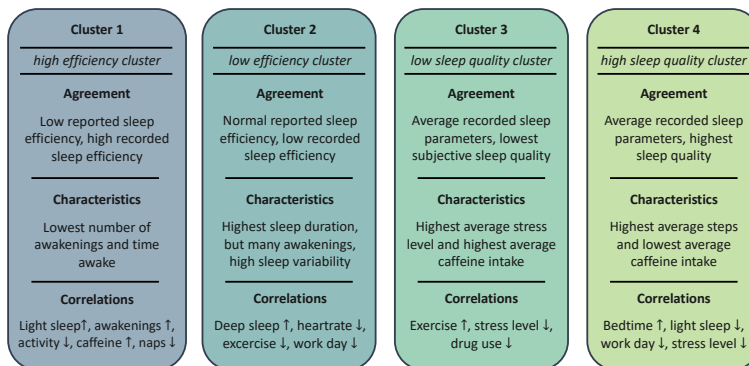 Cluster 1
high efficiency cluster
Agreement
Low reported sleep
efficiency, high recorded
sleep efficiency
Characteristics
Lowest number of
awakenings and time
awake
Correlations
Light sleep↑, awakenings ↑,
activity ↓, caffeine ↑, naps ↓
Cluster 2
low efficiency cluster
Agreement
Normal reported sleep
efficiency, low recorded
sleep efficiency
Characteristics
Highest sleep duration,
but many awakenings,
high sleep variability
Correlations
Deep sleep ↑, heartrate ↓,
excercise ↓, work day ↓
Cluster 3
low sleep quality cluster
Agreement
Average recorded sleep
parameters, lowest
subjective sleep quality
Characteristics
Highest average stress
level and highest average
caffeine intake
Correlations
Exercise ↑, stress level ↓,
drug use ↓
Cluster 4
high sleep quality cluster
Agreement
Average recorded sleep
parameters, highest
sleep quality
Characteristics
Highest average steps
and lowest average
caffeine intake
Correlations
Bedtime ↑, light sleep ↓,
work day ↓, stress level ↓